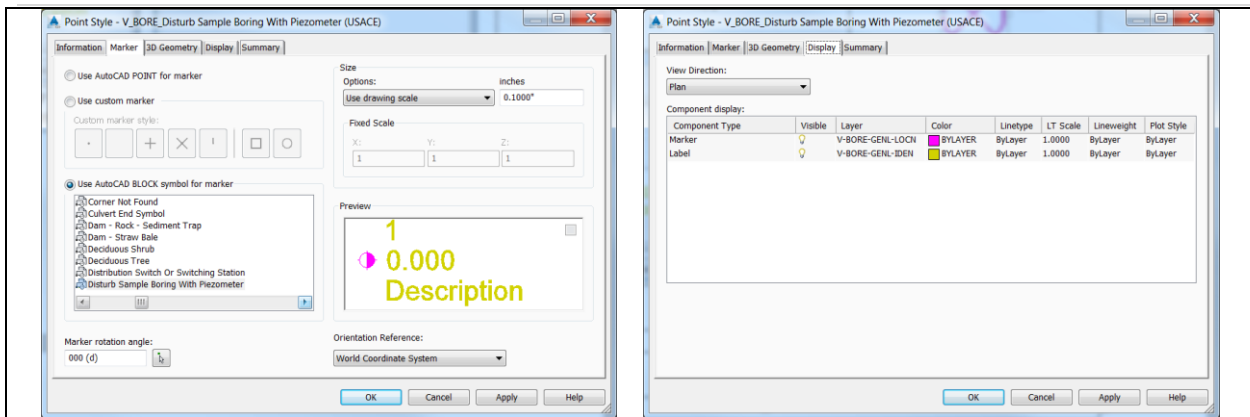 Point Style - V_BORE_Disturb Sample Boring With Piezometer (USACE)
Information Marker 3D Geometry Display Summary
Use AutoCAD POINT for marker
Use custom marker
Custom marker style:
Use AutoCAD BLOCK symbol for marker
Corner Not Found
Culvert End Symbol
Dam - Rock - Sediment Trap
Dam - Straw Bale
Deciduous Shrub
Deciduous Tree
Distribution Switch Or Switching Station
Disturb Sample Boring With Piezometer
Marker rotation angle:
000 (d)
Size
Options: inches
Use drawing scale 0.1000"
Fixed Scale
X: Y: Z:
1 1 1
Preview
1
0.000
Description
Orientation Reference:
World Coordinate System
OK Cancel Apply Help
Point Style - V_BORE_Disturb Sample Boring With Piezometer (USACE)
Information Marker 3D Geometry Display Summary
View Direction:
Plan
Component display:
Component Type Visible Layer Color Linetype LT Scale Lineweight Plot Style
Marker V-BORE-GENL-LOCN BYLAYER ByLayer 1.0000 ByLayer ByLayer
Label V-BORE-GENL-IDEN BYLAYER ByLayer 1.0000 ByLayer ByLayer
OK Cancel Apply Help